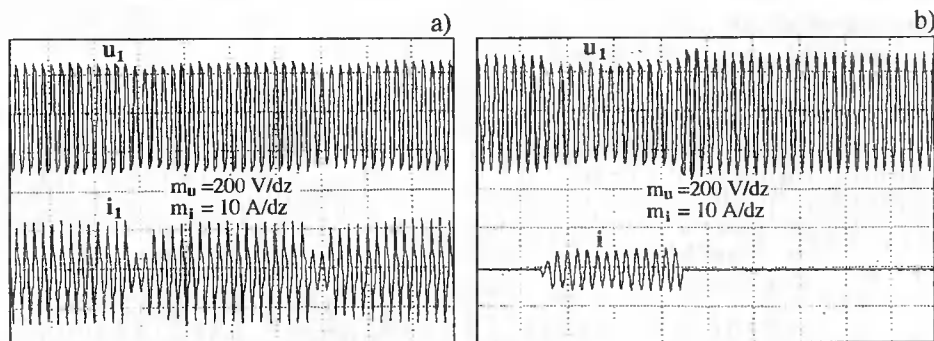 a)
u₁
mᵤ =200 V/dz
mᵢ = 10 A/dz
i₁
b)
u₁
mᵤ =200 V/dz
mᵢ = 10 A/dz
i